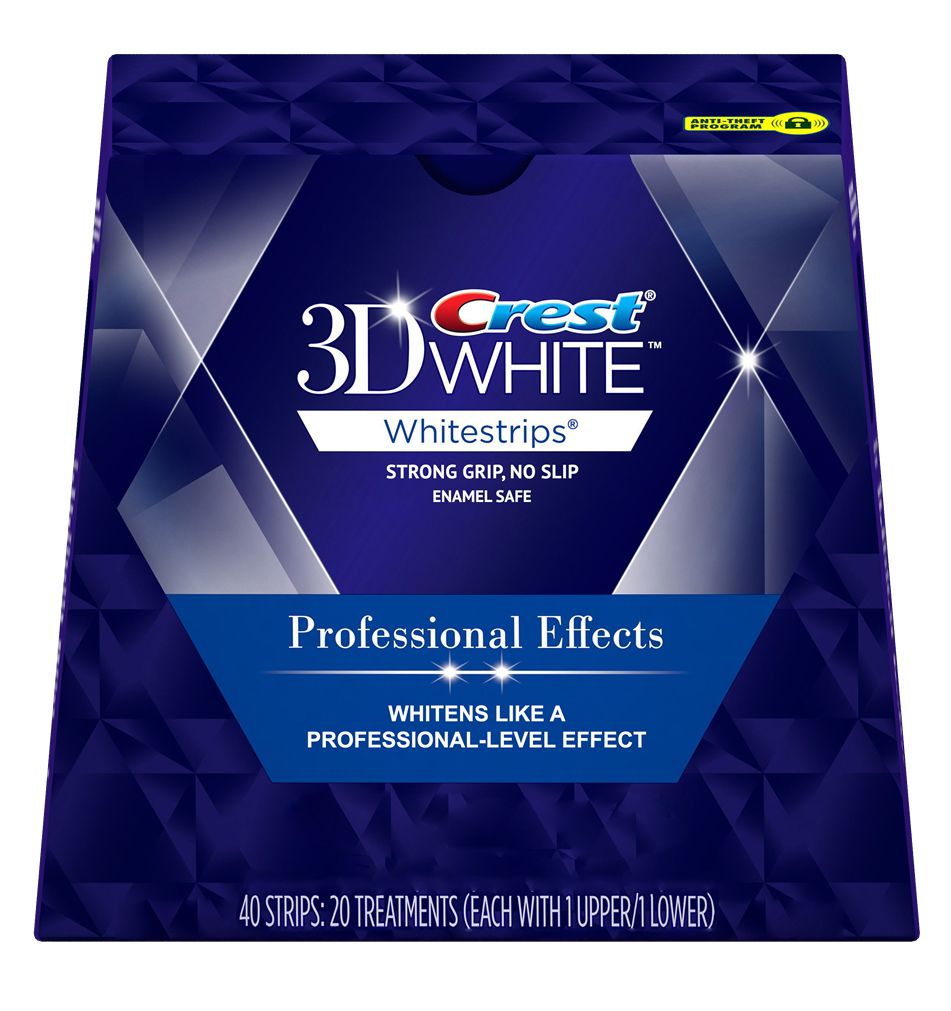 ANTI-THEFT
PROGRAM
Crest®
3D WHITE™
Whitestrips®
STRONG GRIP, NO SLIP
ENAMEL SAFE
Professional Effects
WHITENS LIKE A
PROFESSIONAL-LEVEL EFFECT
40 STRIPS: 20 TREATMENTS (EACH WITH 1 UPPER/1 LOWER)